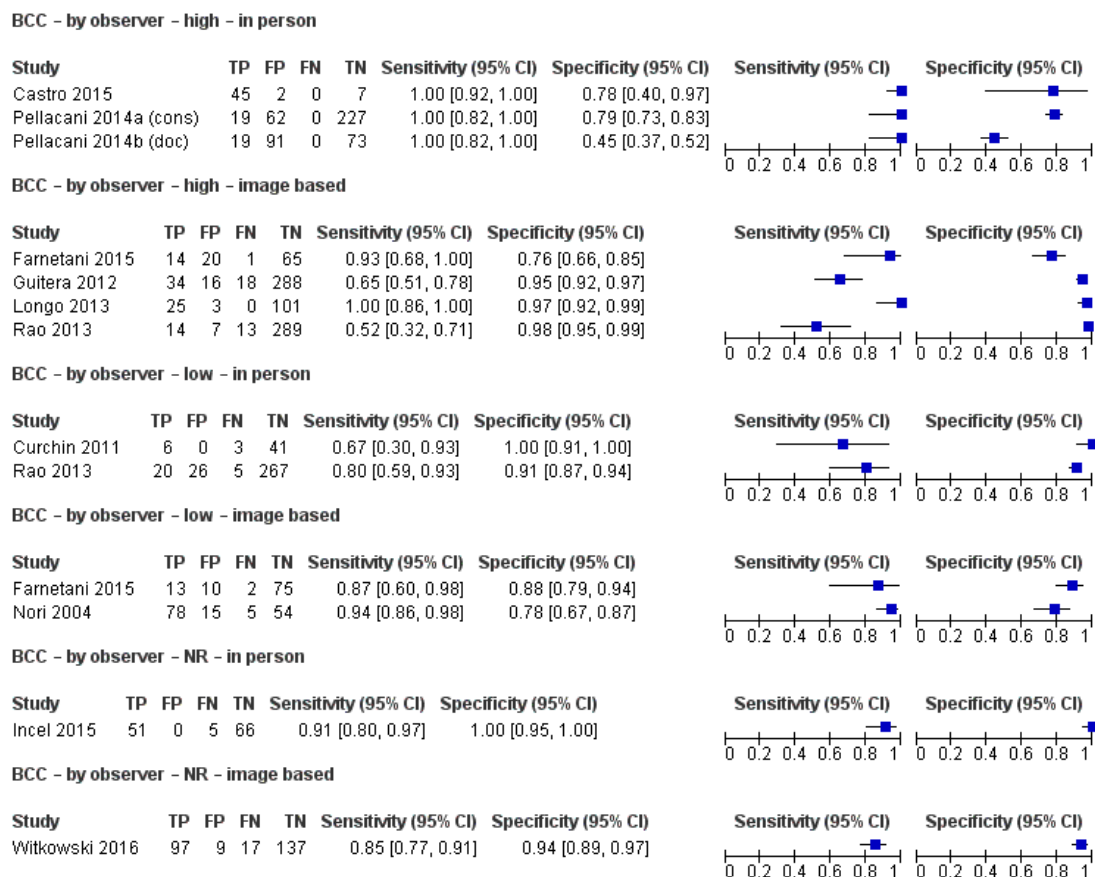 BCC – by observer – high – in person
Study TP FP FN TN Sensitivity (95% CI) Specificity (95% CI) Sensitivity (95% CI) Specificity (95% CI)
Castro 2015 45 2 0 7 1.00 [0.92, 1.00] 0.78 [0.40, 0.97]
Pellacani 2014a (cons) 19 62 0 227 1.00 [0.82, 1.00] 0.79 [0.73, 0.83]
Pellacani 2014b (doc) 19 91 0 73 1.00 [0.82, 1.00] 0.45 [0.37, 0.52]
0 0.2 0.4 0.6 0.8 1 0 0.2 0.4 0.6 0.8 1
BCC – by observer – high – image based
Study TP FP FN TN Sensitivity (95% CI) Specificity (95% CI) Sensitivity (95% CI) Specificity (95% CI)
Farnetani 2015 14 20 1 65 0.93 [0.68, 1.00] 0.76 [0.66, 0.85]
Guitera 2012 34 16 18 288 0.65 [0.51, 0.78] 0.95 [0.92, 0.97]
Longo 2013 25 3 0 101 1.00 [0.86, 1.00] 0.97 [0.92, 0.99]
Rao 2013 14 7 13 289 0.52 [0.32, 0.71] 0.98 [0.95, 0.99]
0 0.2 0.4 0.6 0.8 1 0 0.2 0.4 0.6 0.8 1
BCC – by observer – low – in person
Study TP FP FN TN Sensitivity (95% CI) Specificity (95% CI) Sensitivity (95% CI) Specificity (95% CI)
Curchin 2011 6 0 3 41 0.67 [0.30, 0.93] 1.00 [0.91, 1.00]
Rao 2013 20 26 5 267 0.80 [0.59, 0.93] 0.91 [0.87, 0.94]
0 0.2 0.4 0.6 0.8 1 0 0.2 0.4 0.6 0.8 1
BCC – by observer – low – image based
Study TP FP FN TN Sensitivity (95% CI) Specificity (95% CI) Sensitivity (95% CI) Specificity (95% CI)
Farnetani 2015 13 10 2 75 0.87 [0.60, 0.98] 0.88 [0.79, 0.94]
Nori 2004 78 15 5 54 0.94 [0.86, 0.98] 0.78 [0.67, 0.87]
0 0.2 0.4 0.6 0.8 1 0 0.2 0.4 0.6 0.8 1
BCC – by observer – NR – in person
Study TP FP FN TN Sensitivity (95% CI) Specificity (95% CI) Sensitivity (95% CI) Specificity (95% CI)
Incel 2015 51 0 5 66 0.91 [0.80, 0.97] 1.00 [0.95, 1.00]
0 0.2 0.4 0.6 0.8 1 0 0.2 0.4 0.6 0.8 1
BCC – by observer – NR – image based
Study TP FP FN TN Sensitivity (95% CI) Specificity (95% CI) Sensitivity (95% CI) Specificity (95% CI)
Witkowski 2016 97 9 17 137 0.85 [0.77, 0.91] 0.94 [0.89, 0.97]
0 0.2 0.4 0.6 0.8 1 0 0.2 0.4 0.6 0.8 1